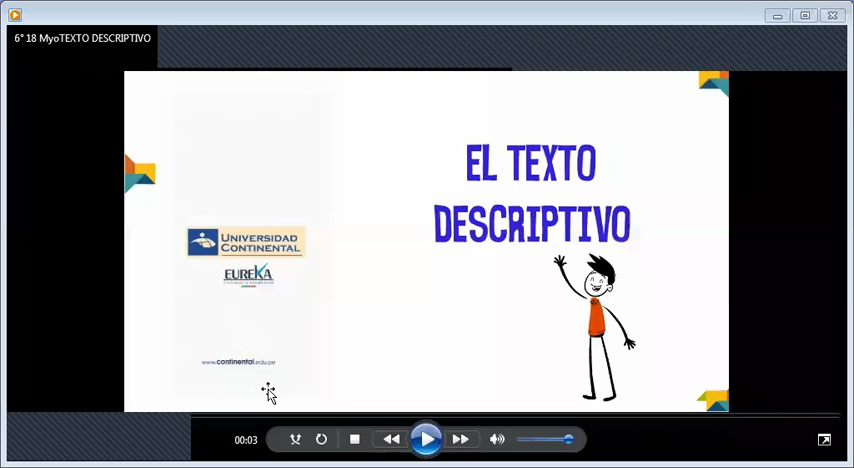 6° 18 MyoTEXTO DESCRIPTIVO
EL TEXTO
DESCRIPTIVO
UNIVERSIDAD
CONTINENTAL
EUREKA
www.continental.edu.pe
00:03